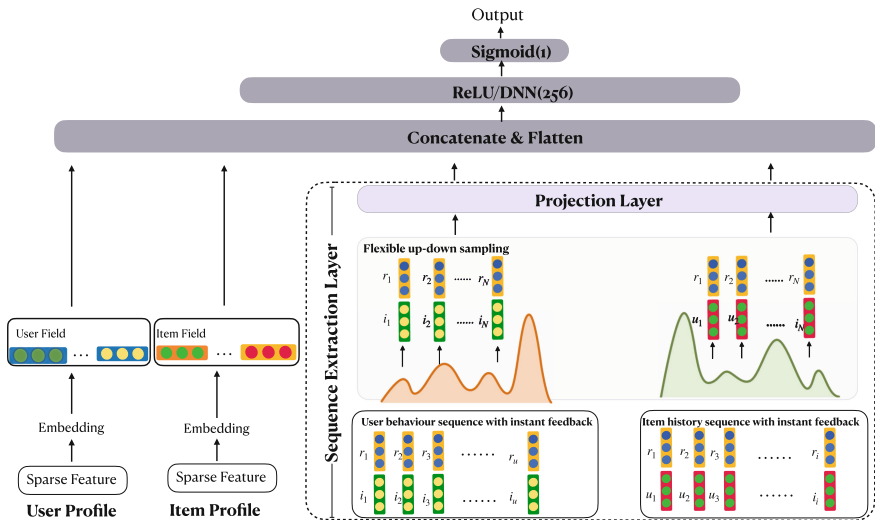 Output
Sigmoid(1)
ReLU/DNN(256)
Concatenate & Flatten
Sequence Extraction Layer
Projection Layer
Flexible up-down sampling
r1 r2 ...... rN
i1 i2 ...... iN
r1 r2 ...... rN
u1 u2 ...... iN
User Field
...
Item Field
...
Embedding
Embedding
Sparse Feature
Sparse Feature
User Profile
Item Profile
User behaviour sequence with instant feedback
r1 r2 r3 ...... ru
i1 i2 i3 ...... iu
Item history sequence with instant feedback
r1 r2 r3 ...... ri
u1 u2 u3 ...... ii